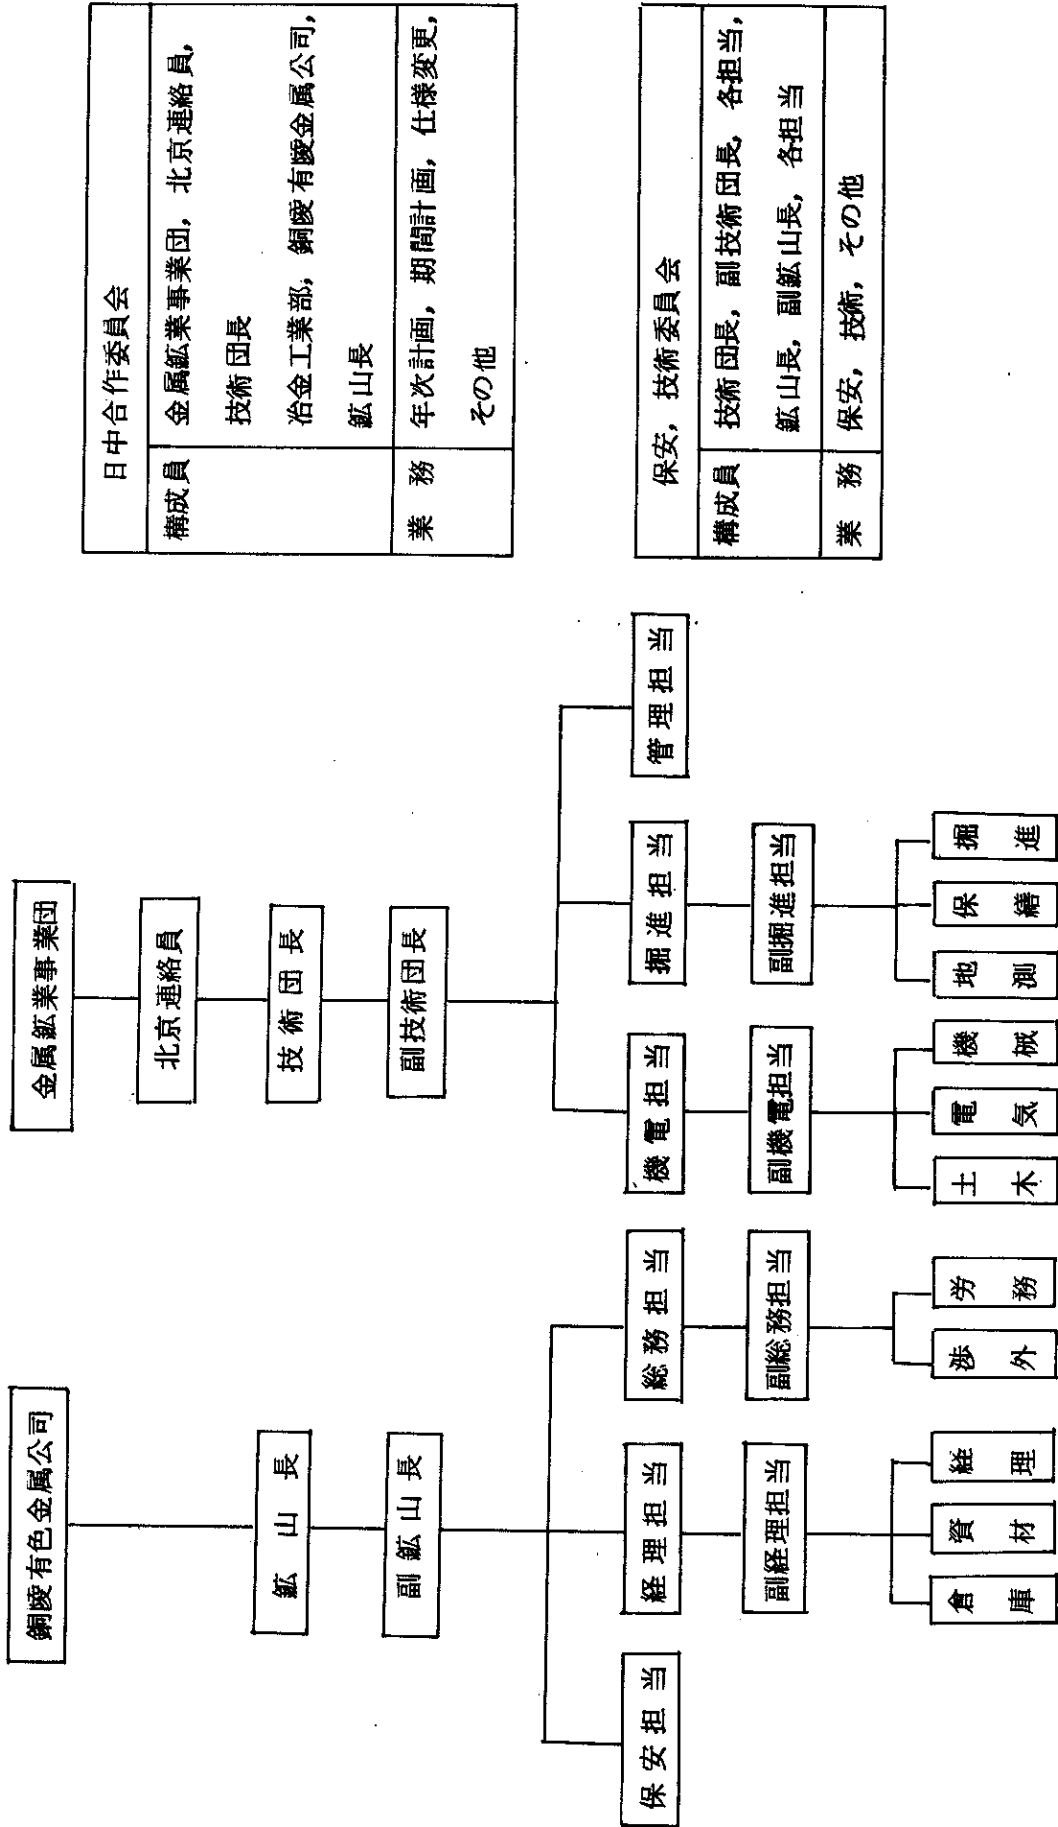 銅陵有色金属公司
鉱山長
副鉱山長
保安担当
経理担当
総務担当
副経理担当
副総務担当
倉庫
資材
経理
渉外
労務
金属鉱業事業団
北京連絡員
技術団長
副技術団長
機電担当
掘進担当
管理担当
副機電担当
副掘進担当
土木
電気
機械
地測
保繕
掘進
日中合作委員会
構成員 金属鉱業事業団，北京連絡員，
技術団長
冶金工業部，銅陵有陵金属公司，
鉱山長
業務 年次計画，期間計画，仕様変更，
その他
保安，技術委員会
構成員 技術団長，副技術団長，各担当，
鉱山長，副鉱山長，各担当
業務 保安，技術，その他